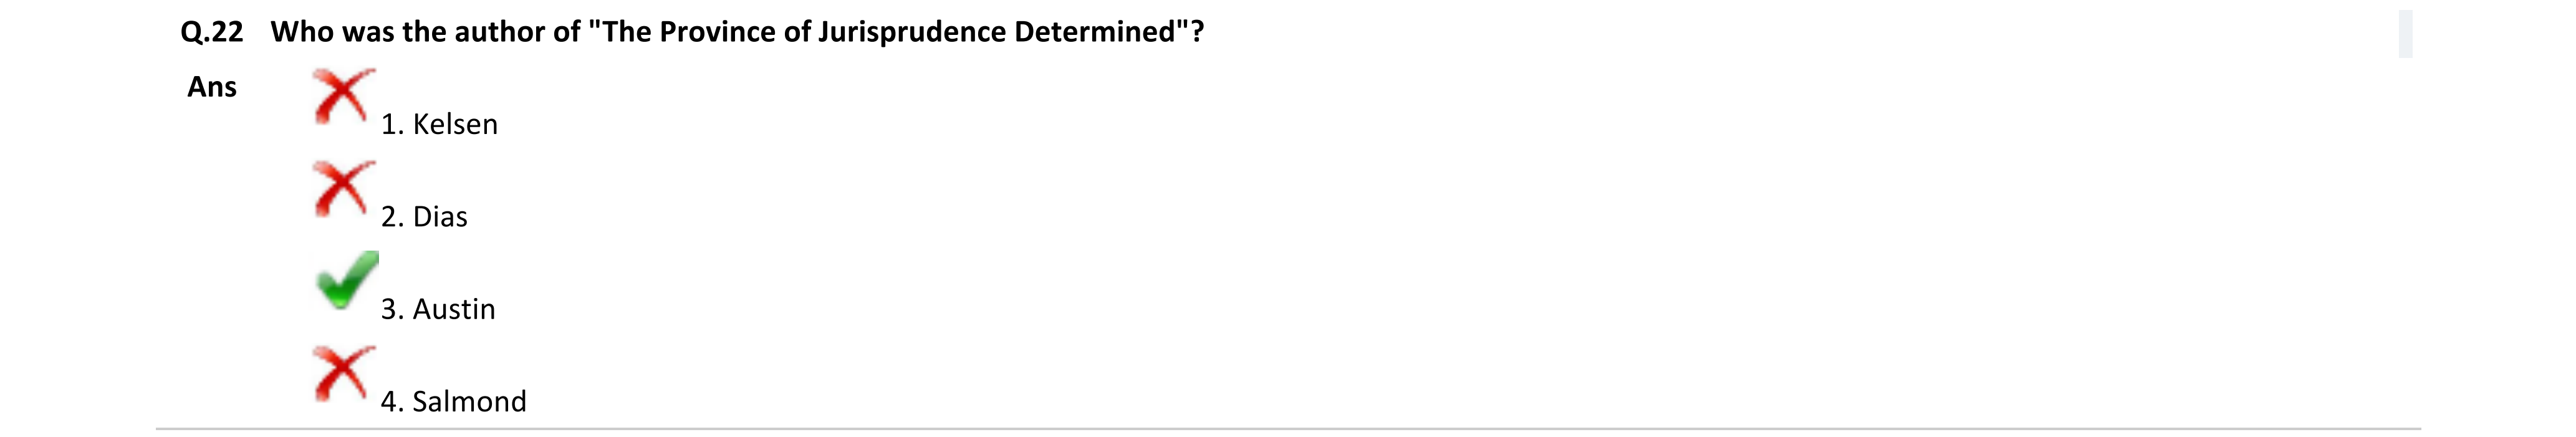 Q.22 Who was the author of "The Province of Jurisprudence Determined"?
Ans
1. Kelsen
2. Dias
3. Austin
4. Salmond